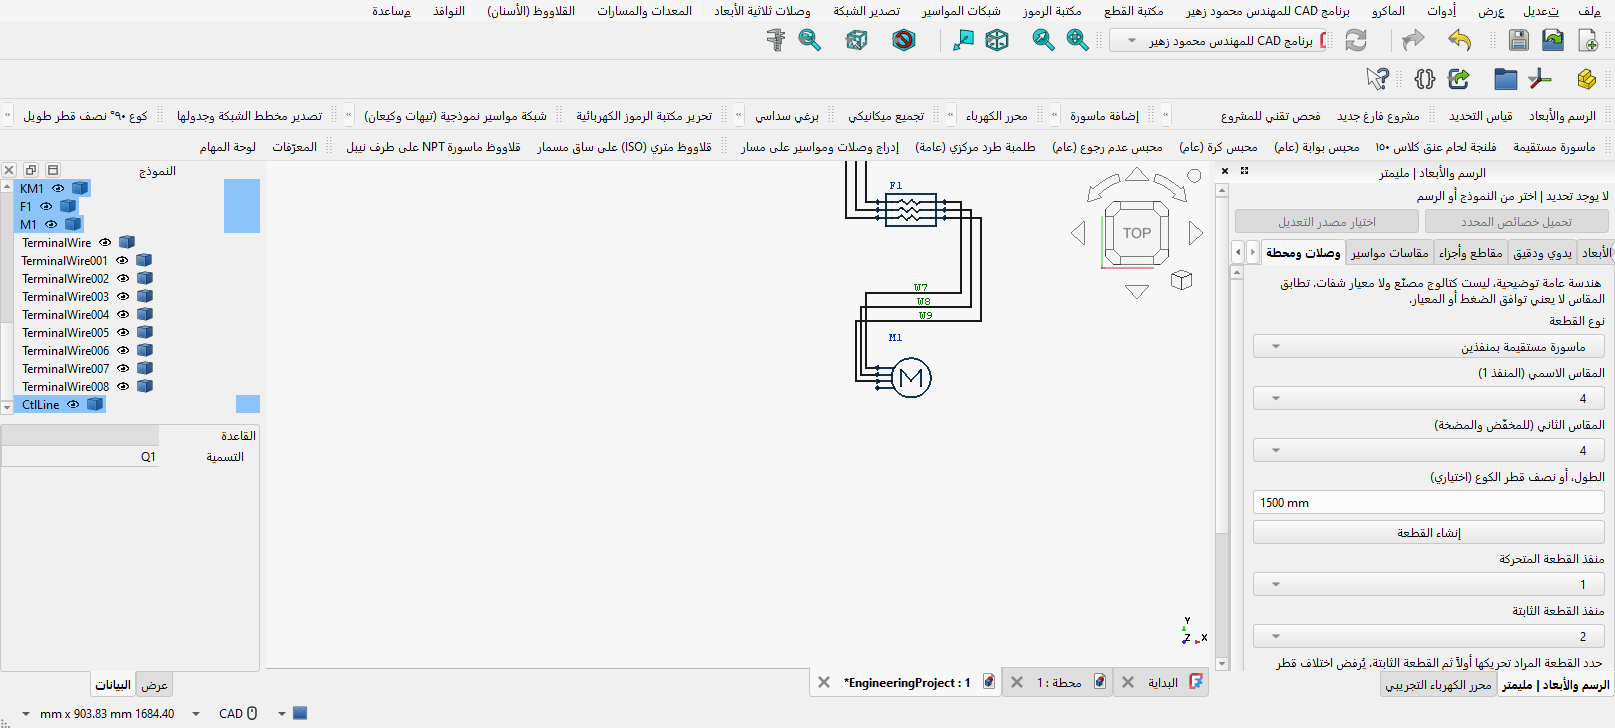 ملف تعديل عرض أدوات الماكرو برنامج CAD للمهندس محمود زهير مكتبة القطع مكتبة الرموز شبكات المواسير تصدير الشبكة وصلات ثلاثية الأبعاد المعدات والمسارات القلاووظ (الأسنان) النوافذ مساعدة
برنامج CAD للمهندس محمود زهير
الرسم والأبعاد قياس التحديد مشروع فارغ جديد فحص تقني للمشروع » إضافة ماسورة » محرر الكهرباء » تجميع ميكانيكي » برغي سداسي » تحرير مكتبة الرموز الكهربائية شبكة مواسير نموذجية (تيهات وكيعان) » تصدير مخطط الشبكة وجدولها كوع ٩٠° نصف قطر طويل »
ماسورة مستقيمة فلنجة لحام عنق كلاس ١٥٠ محبس بوابة (عام) محبس كرة (عام) محبس عدم رجوع (عام) طلمبة طرد مركزي (عامة) إدراج وصلات ومواسير على مسار قلاووظ متري (ISO) على ساق مسمار قلاووظ ماسورة NPT على طرف نيبل المعرّفات لوحة المهام
الرسم والأبعاد | مليمتر
لا يوجد تحديد | اختر من النموذج أو الرسم
تحميل خصائص المحدد اختيار مصدر التعديل
الأبعاد يدوي ودقيق مقاطع وأجزاء مقاسات مواسير وصلات ومحطة
هندسة عامة توضيحية، ليست كتالوج مصنّع ولا معيار شفات. تطابق
المقاس لا يعني توافق الضغط أو المعيار.
نوع القطعة
ماسورة مستقيمة بمنفذين
المقاس الاسمي (المنفذ 1)
4
المقاس الثاني (للمخفّض والمضخة)
4
الطول، أو نصف قطر الكوع (اختياري)
1500 mm
إنشاء القطعة
منفذ القطعة المتحركة
1
منفذ القطعة الثابتة
2
حدد القطعة المراد تحريكها أولاً ثم القطعة الثابتة. يُرفض اختلاف قطر
الرسم والأبعاد | مليمتر محرر الكهرباء التجريبي
F1
W7
W8
W9
M1
M
TOP
Y
Z X
النموذج
KM1
F1
M1
TerminalWire
TerminalWire001
TerminalWire002
TerminalWire003
TerminalWire004
TerminalWire005
TerminalWire006
TerminalWire007
TerminalWire008
CtlLine
القاعدة
التسمية Q1
عرض البيانات
البداية محطة : 1 EngineeringProject : 1*
CAD mm x 903.83 mm 1684.40